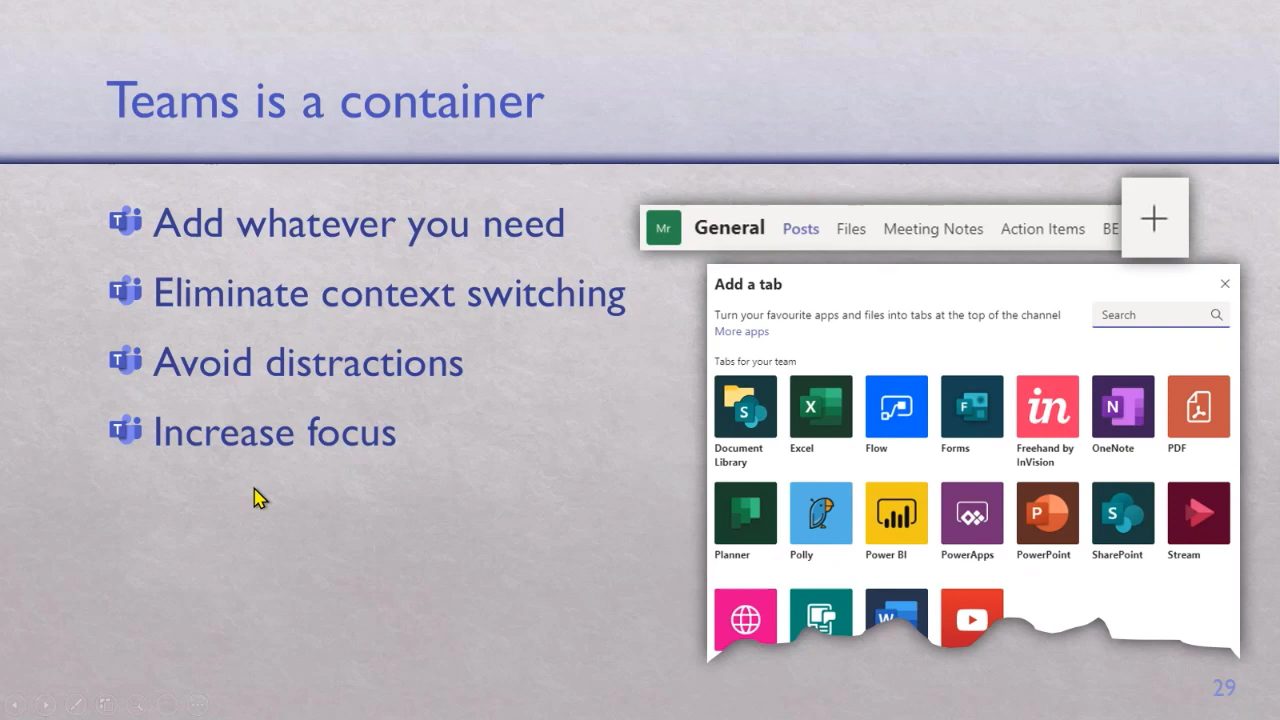 Teams is a container
Add whatever you need
Eliminate context switching
Avoid distractions
Increase focus
Mr General Posts Files Meeting Notes Action Items BE
Add a tab
Turn your favourite apps and files into tabs at the top of the channel
More apps
Search
Tabs for your team
S X F in N
Document Library Excel Flow Forms Freehand by InVision OneNote PDF
P S
Planner Polly Power BI PowerApps PowerPoint SharePoint Stream
W
29